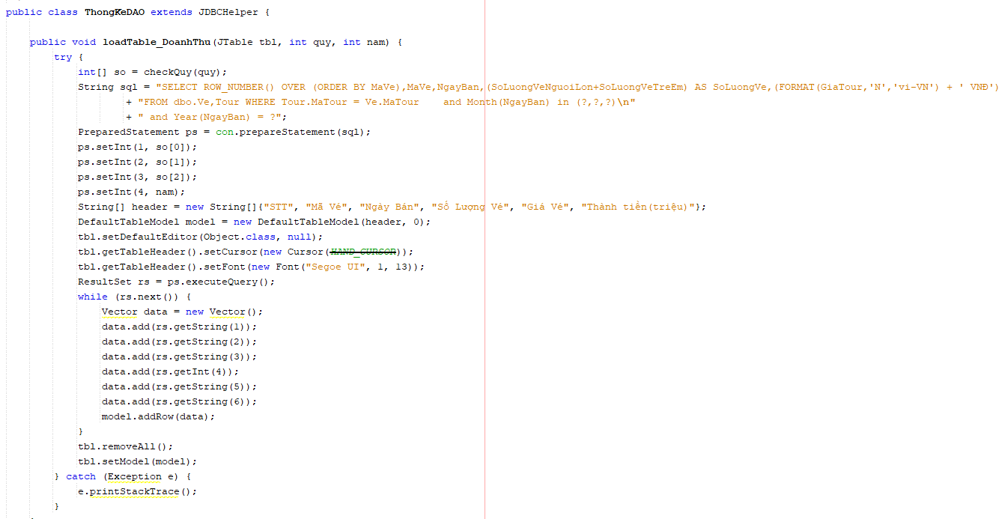 public class ThongKeDAO extends JDBCHelper {
public void loadTable_DoanhThu(JTable tbl, int quy, int nam) {
try {
int[] so = checkQuy(quy);
String sql = "SELECT ROW_NUMBER() OVER (ORDER BY MaVe),MaVe,NgayBan,(SoLuongVeNguoiLon+SoLuongVeTreEm) AS SoLuongVe,(FORMAT(GiaTour,'N','vi-VN') + ' VNĐ')
+ "FROM dbo.Ve,Tour WHERE Tour.MaTour = Ve.MaTour    and Month(NgayBan) in (?,?,?)\n"
+ " and Year(NgayBan) = ?";
PreparedStatement ps = con.prepareStatement(sql);
ps.setInt(1, so[0]);
ps.setInt(2, so[1]);
ps.setInt(3, so[2]);
ps.setInt(4, nam);
String[] header = new String[]{"STT", "Mã Vé", "Ngày Bán", "Số Lượng Vé", "Giá Vé", "Thành tiền(triệu)"};
DefaultTableModel model = new DefaultTableModel(header, 0);
tbl.setDefaultEditor(Object.class, null);
tbl.getTableHeader().setCursor(new Cursor(HAND_CURSOR));
tbl.getTableHeader().setFont(new Font("Segoe UI", 1, 13));
ResultSet rs = ps.executeQuery();
while (rs.next()) {
Vector data = new Vector();
data.add(rs.getString(1));
data.add(rs.getString(2));
data.add(rs.getString(3));
data.add(rs.getInt(4));
data.add(rs.getString(5));
data.add(rs.getString(6));
model.addRow(data);
}
tbl.removeAll();
tbl.setModel(model);
} catch (Exception e) {
e.printStackTrace();
}